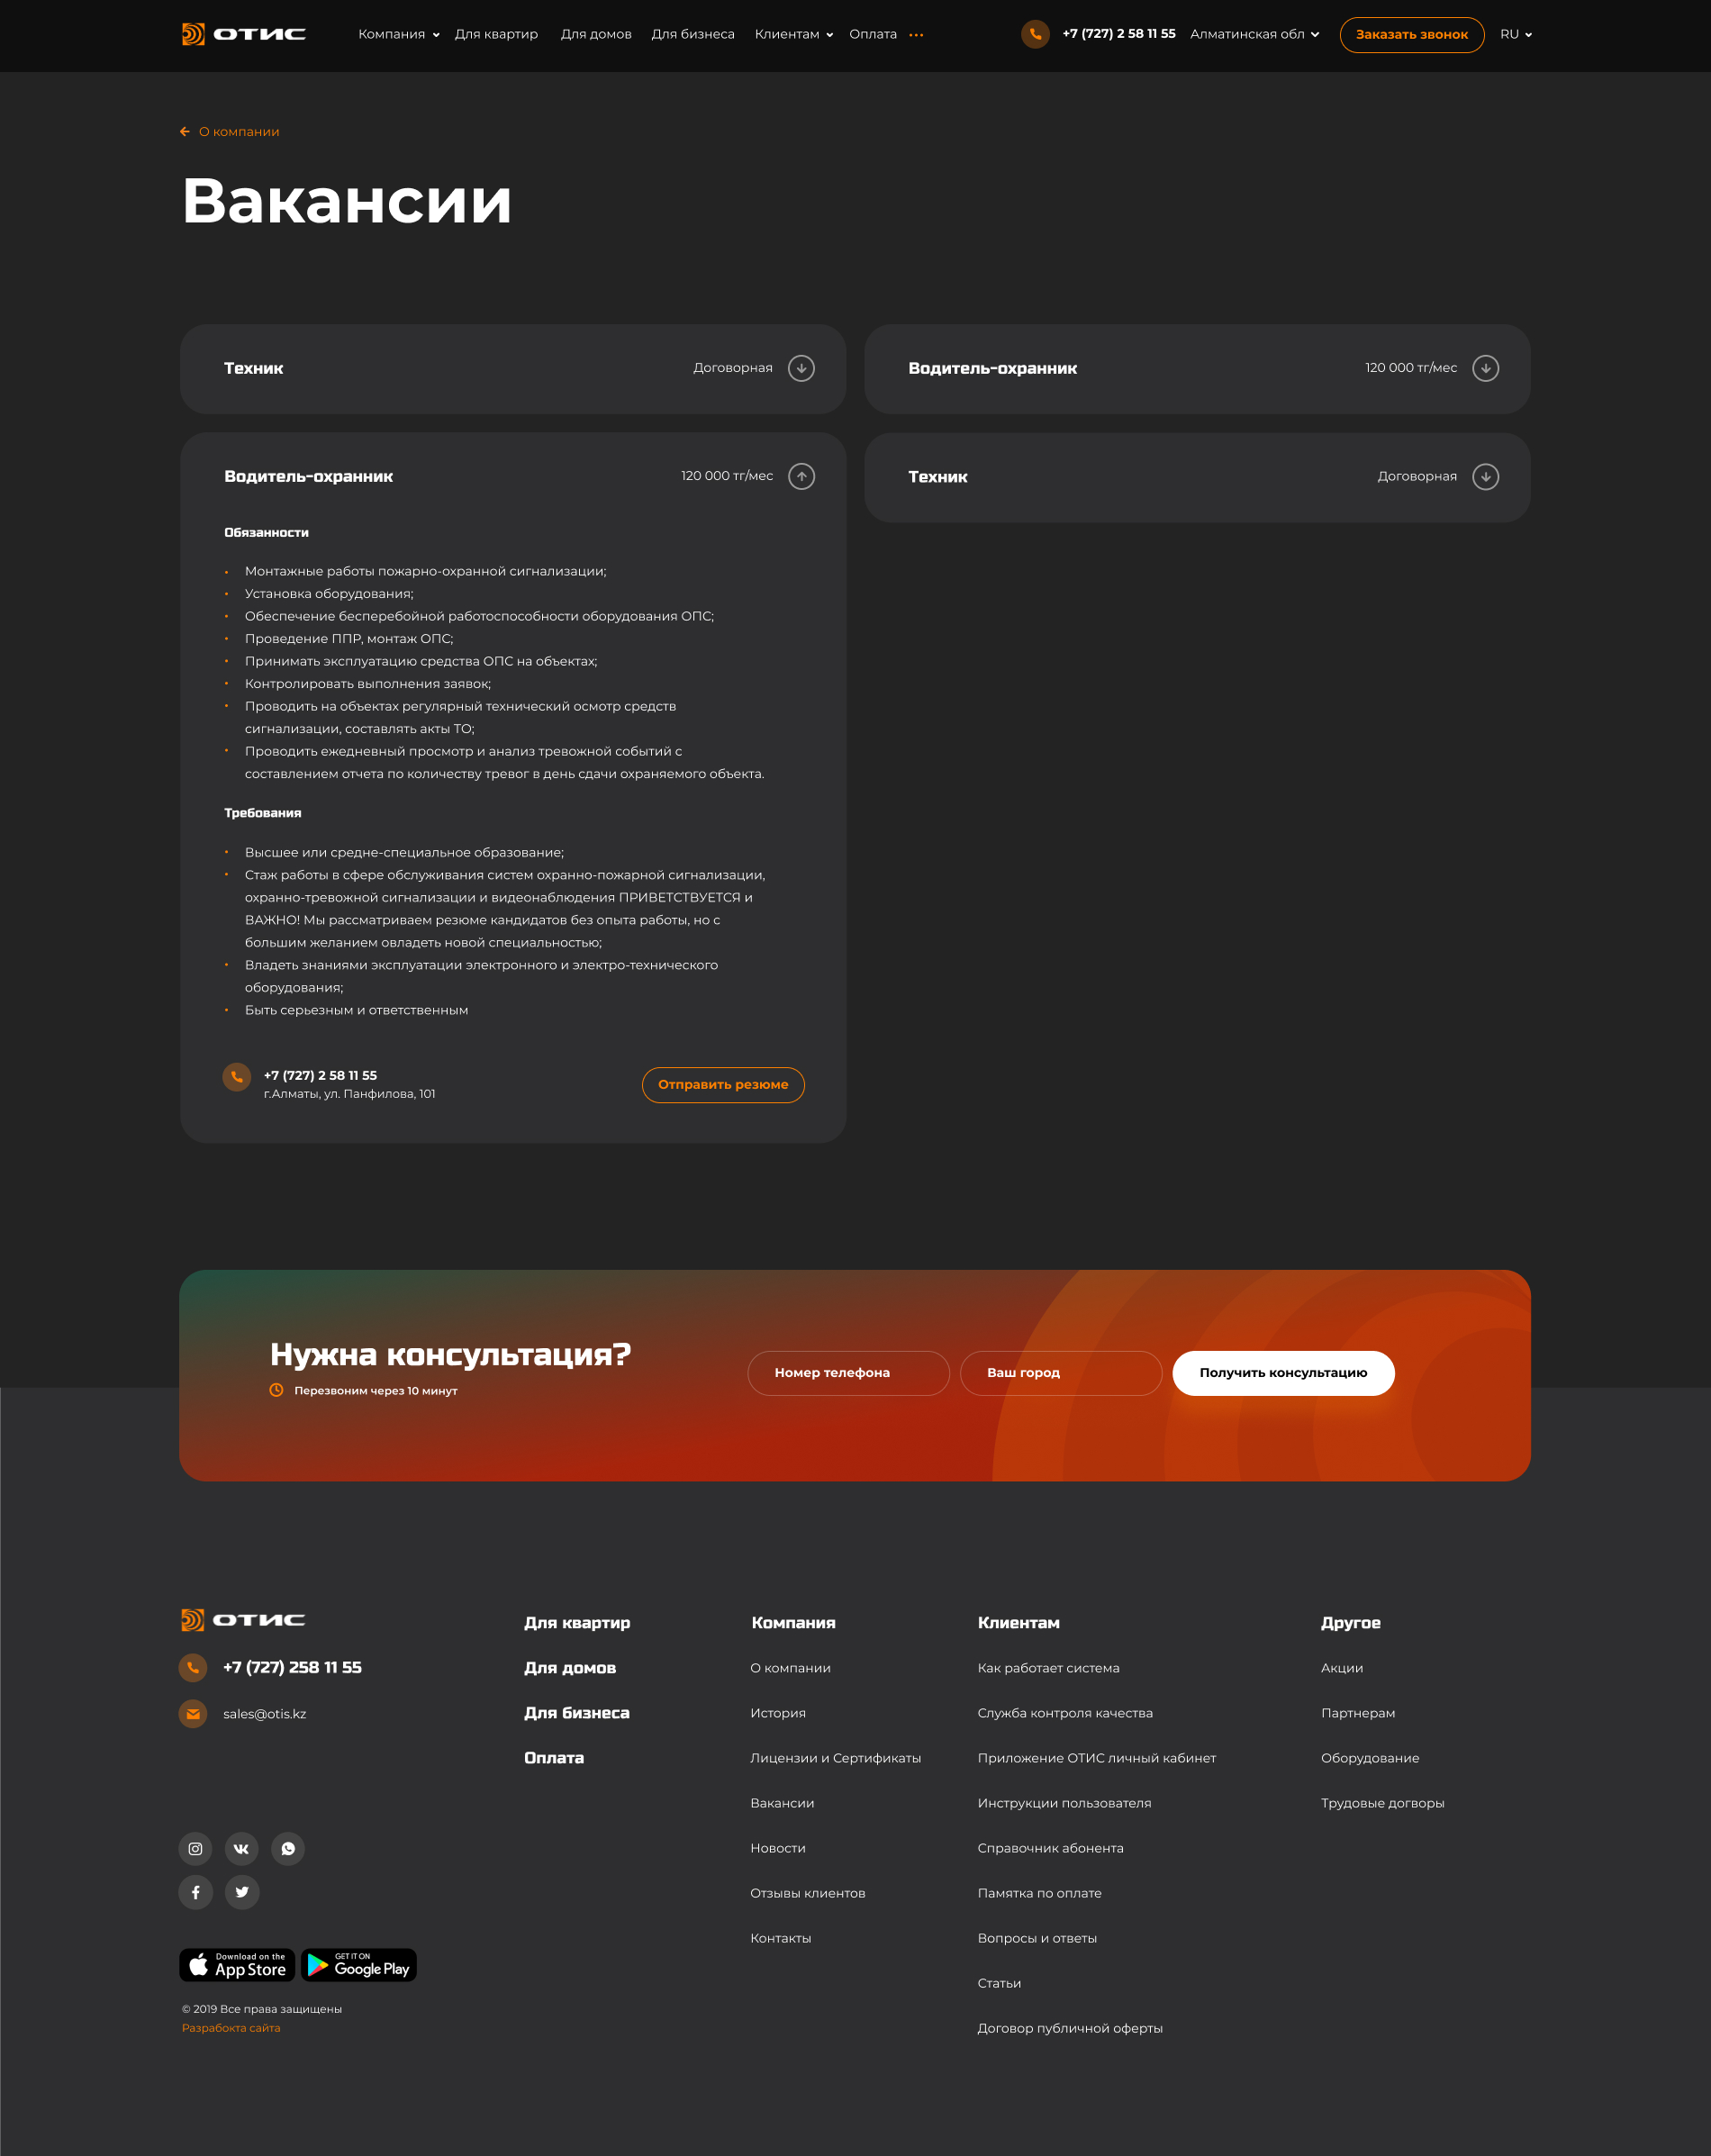 ОТИС
Компания
Для квартир
Для домов
Для бизнеса
Клиентам
Оплата
+7 (727) 2 58 11 55
Алматинская обл
Заказать звонок
RU
О компании
Вакансии
Техник
Договорная
Водитель-охранник
120 000 тг/мес
Водитель-охранник
120 000 тг/мес
Техник
Договорная
Обязанности
Монтажные работы пожарно-охранной сигнализации;
Установка оборудования;
Обеспечение бесперебойной работоспособности оборудования ОПС;
Проведение ППР, монтаж ОПС;
Принимать эксплуатацию средства ОПС на объектах;
Контролировать выполнения заявок;
Проводить на объектах регулярный технический осмотр средств
сигнализации, составлять акты ТО;
Проводить ежедневный просмотр и анализ тревожной событий с
составлением отчета по количеству тревог в день сдачи охраняемого объекта.
Требования
Высшее или средне-специальное образование;
Стаж работы в сфере обслуживания систем охранно-пожарной сигнализации,
охранно-тревожной сигнализации и видеонаблюдения ПРИВЕТСТВУЕТСЯ и
ВАЖНО! Мы рассматриваем резюме кандидатов без опыта работы, но с
большим желанием овладеть новой специальностью;
Владеть знаниями эксплуатации электронного и электро-технического
оборудования;
Быть серьезным и ответственным
+7 (727) 2 58 11 55
г.Алматы, ул. Панфилова, 101
Отправить резюме
Нужна консультация?
Перезвоним через 10 минут
Номер телефона
Ваш город
Получить консультацию
ОТИС
+7 (727) 258 11 55
sales@otis.kz
Download on the
App Store
GET IT ON
Google Play
© 2019 Все права защищены
Разрабокта сайта
Для квартир
Для домов
Для бизнеса
Оплата
Компания
О компании
История
Лицензии и Сертификаты
Вакансии
Новости
Отзывы клиентов
Контакты
Клиентам
Как работает система
Служба контроля качества
Приложение ОТИС личный кабинет
Инструкции пользователя
Справочник абонента
Памятка по оплате
Вопросы и ответы
Статьи
Договор публичной оферты
Другое
Акции
Партнерам
Оборудование
Трудовые догворы